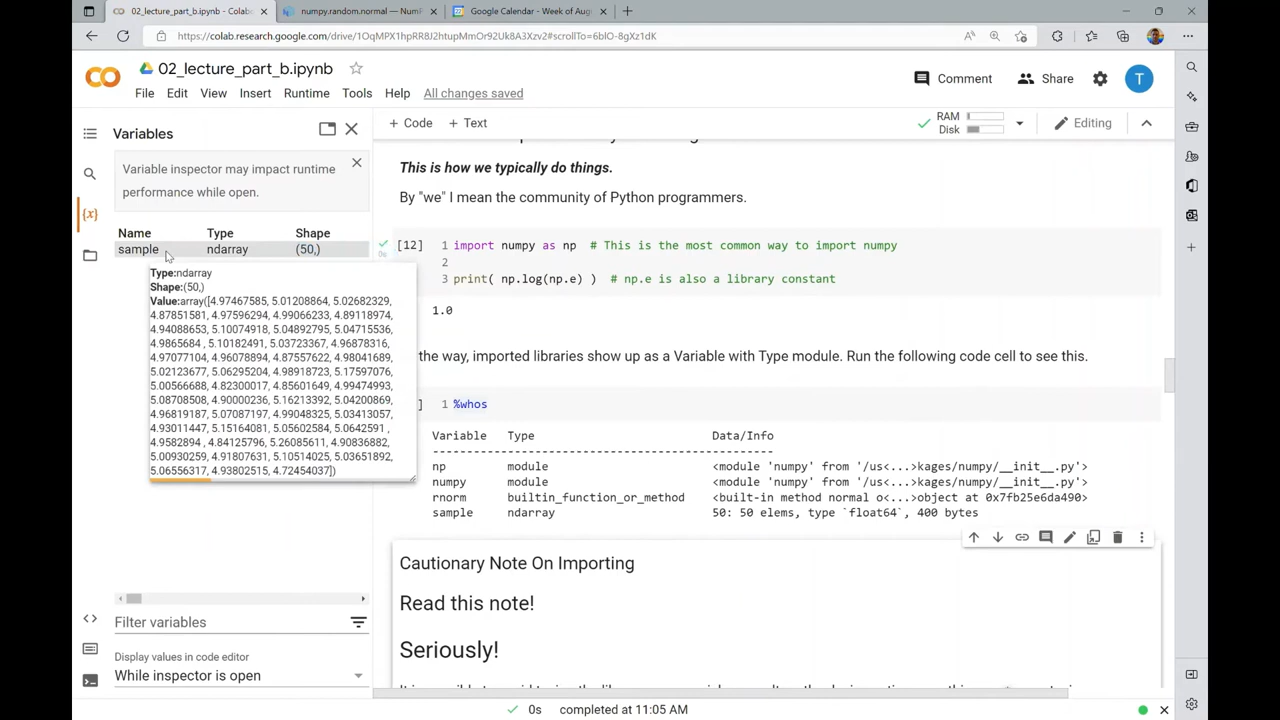 02_lecture_part_b.ipynb - Colabo
numpy.random.normal — NumP
Google Calendar - Week of Aug
https://colab.research.google.com/drive/1OqMPX1hpRR8J2htupMmOr92Uk8A3Xzv2#scrollTo=6bIO-8gXz1dK
02_lecture_part_b.ipynb
Comment
Share
T
File Edit View Insert Runtime Tools Help All changes saved
+ Code + Text
RAM
Disk
Editing
Variables
Variable inspector may impact runtime
performance while open.
Name Type Shape
sample ndarray (50,)
Type:ndarray
Shape:(50,)
Value:array([4.97467585, 5.01208864, 5.02682329,
4.87851581, 4.97596294, 4.99066233, 4.89118974,
4.94088653, 5.10074918, 5.04892795, 5.04715536,
4.9865684 , 5.10182491, 5.03723367, 4.96878316,
4.97077104, 4.96078894, 4.87557622, 4.98041689,
5.02123677, 5.06295204, 4.98918723, 5.17597076,
5.00566688, 4.82300017, 4.85601649, 4.99474993,
5.08708508, 4.90000236, 5.16213392, 5.04200869,
4.96819187, 5.07087197, 4.99048325, 5.03413057,
4.93011447, 5.15164081, 5.05602584, 5.0642591 ,
4.9582894 , 4.84125796, 5.26085611, 4.90836882,
5.00930259, 4.91807631, 5.10514025, 5.03651892,
5.06556317, 4.93802515, 4.72454037])
Filter variables
Display values in code editor
While inspector is open
This is how we typically do things.
By "we" I mean the community of Python programmers.
[12] 1 import numpy as np # This is the most common way to import numpy
2
3 print( np.log(np.e) ) # np.e is also a library constant
0s
1.0
the way, imported libraries show up as a Variable with Type module. Run the following code cell to see this.
] 1 %whos
Variable Type Data/Info
-----------------------------------------------
np module <module 'numpy' from '/us<...>kages/numpy/__init__.py'>
numpy module <module 'numpy' from '/us<...>kages/numpy/__init__.py'>
rnorm builtin_function_or_method <built-in method normal o<...>object at 0x7fb25e6da490>
sample ndarray 50: 50 elems, type `float64`, 400 bytes
Cautionary Note On Importing
Read this note!
Seriously!
0s completed at 11:05 AM